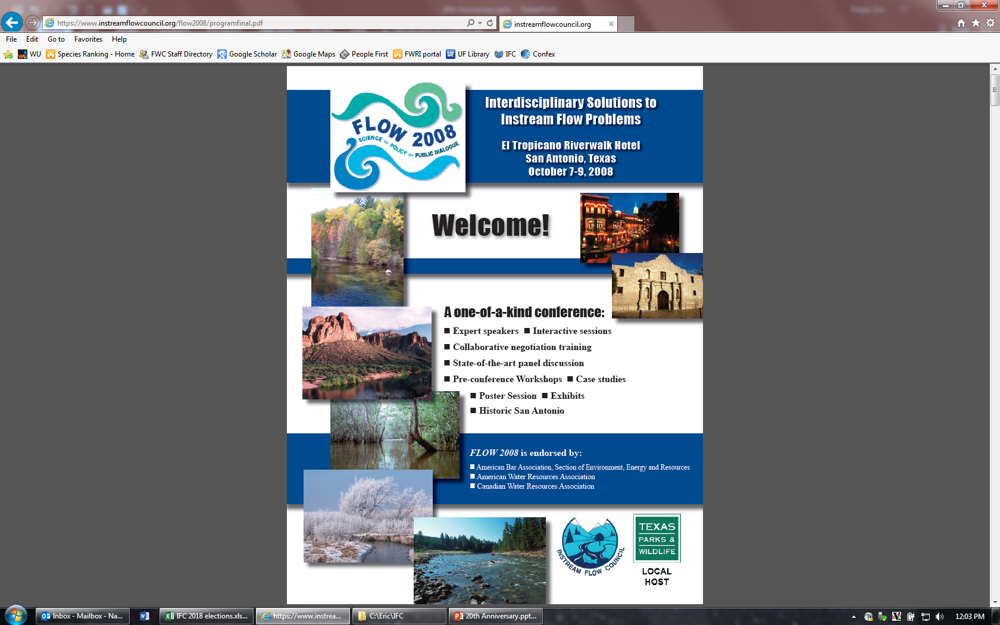 https://www.instreamflowcouncil.org/flow2008/programfinal.pdf
instreamflowcouncil.org
File Edit Go to Favorites Help
WU Species Ranking - Home FWC Staff Directory Google Scholar Google Maps People First FWRI portal UF Library IFC Confex
FLOW 2008
SCIENCE POLICY PUBLIC DIALOGUE
Interdisciplinary Solutions to
Instream Flow Problems
El Tropicano Riverwalk Hotel
San Antonio, Texas
October 7-9, 2008
Welcome!
A one-of-a-kind conference:
■ Expert speakers ■ Interactive sessions
■ Collaborative negotiation training
■ State-of-the-art panel discussion
■ Pre-conference Workshops ■ Case studies
■ Poster Session ■ Exhibits
■ Historic San Antonio
FLOW 2008 is endorsed by:
■ American Bar Association, Section of Environment, Energy and Resources
■ American Water Resources Association
■ Canadian Water Resources Association
INSTREAM FLOW COUNCIL
TEXAS
PARKS &
WILDLIFE
LOCAL
HOST
Inbox - Mailbox - Na... IFC 2018 elections.xls... https://www.instrea... C:\Eric\IFC 20th Anniversary.ppt... 12:03 PM